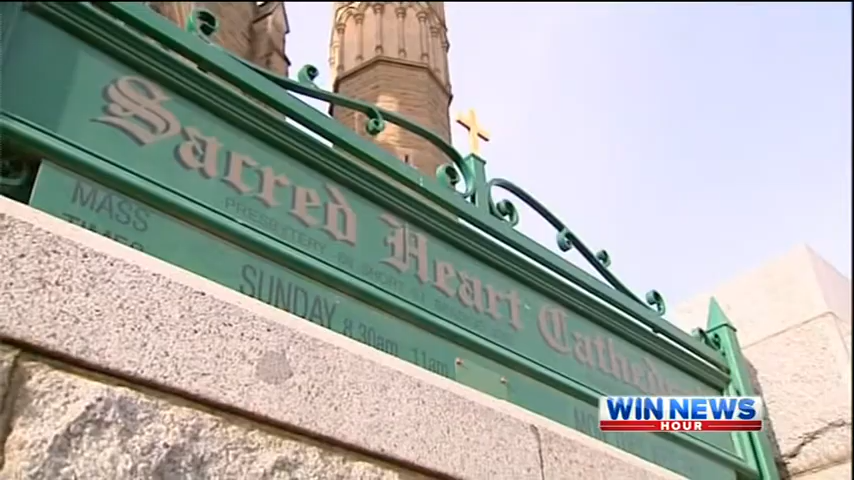 Sacred Heart Cathedral
PRESBYTERY
MASS
TIMES
SUNDAY 8.30am 11am
WIN NEWS
HOUR